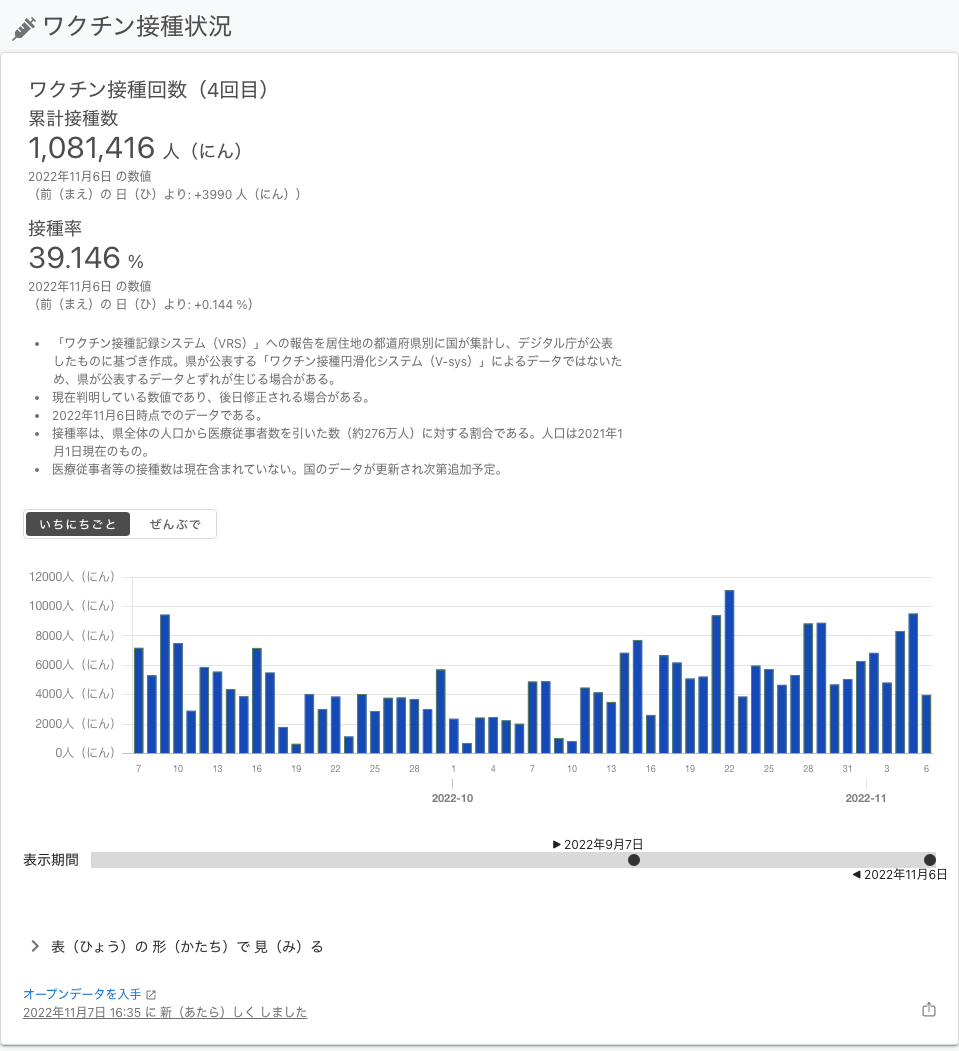 ワクチン接種状況
ワクチン接種回数（4回目）
累計接種数
1,081,416 人（にん）
2022年11月6日 の数値
（前（まえ）の 日（ひ）より: +3990 人（にん））
接種率
39.146 %
2022年11月6日 の数値
（前（まえ）の 日（ひ）より: +0.144 %）
• 「ワクチン接種記録システム（VRS）」への報告を居住地の都道府県別に国が集計し、デジタル庁が公表
したものに基づき作成。県が公表する「ワクチン接種円滑化システム（V-sys）」によるデータではないた
め、県が公表するデータとずれが生じる場合がある。
• 現在判明している数値であり、後日修正される場合がある。
• 2022年11月6日時点でのデータである。
• 接種率は、県全体の人口から医療従事者数を引いた数（約276万人）に対する割合である。人口は2021年1
月1日現在のもの。
• 医療従事者等の接種数は現在含まれていない。国のデータが更新され次第追加予定。
いちにちごと ぜんぶで
12000人（にん）
10000人（にん）
8000人（にん）
6000人（にん）
4000人（にん）
2000人（にん）
0人（にん）
7 10 13 16 19 22 25 28 1 4 7 10 13 16 19 22 25 28 31 3 6
2022-10 2022-11
▶ 2022年9月7日
表示期間
◀ 2022年11月6日
表（ひょう）の 形（かたち）で 見（み）る
オープンデータを入手
2022年11月7日 16:35 に 新（あたら）しく しました